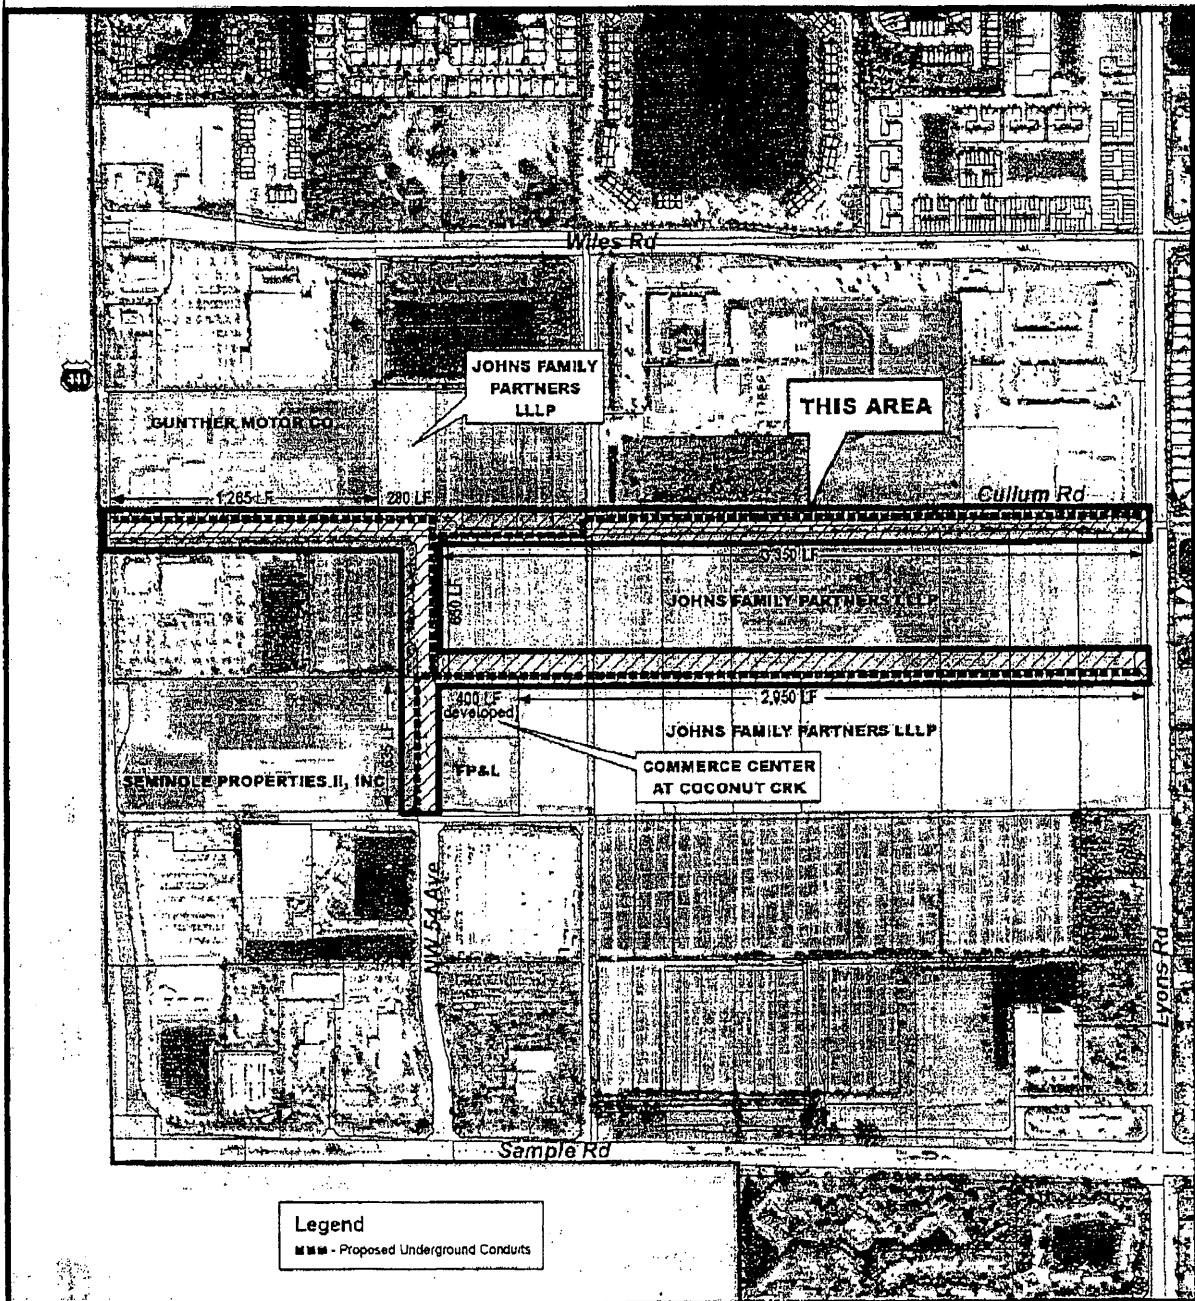 Wiles Rd
441
JOHNS FAMILY
PARTNERS
LLLP
THIS AREA
GUNTHER MOTOR CO.
1,265 LF
280 LF
Cullum Rd
3,350 LF
JOHNS FAMILY PARTNERS LLLP
400 LF
developed
2,950 LF
JOHNS FAMILY PARTNERS LLLP
COMMERCE CENTER
AT COCONUT CRK
FP&L
SEMINOLE PROPERTIES II, INC
NW 54 Ave
Lyons Rd
Sample Rd
Legend
- Proposed Underground Conduits